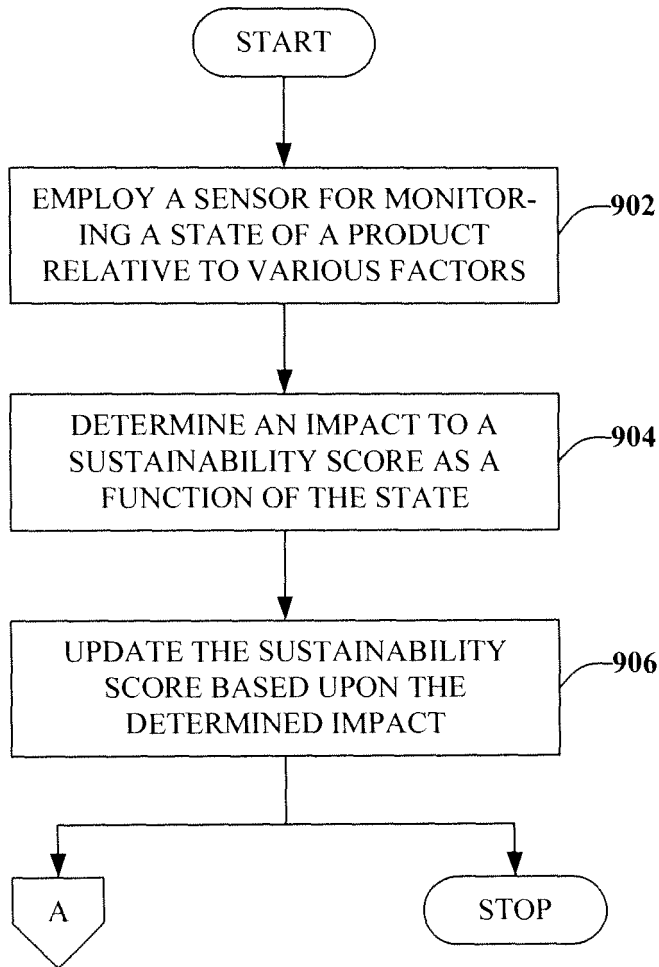 START
EMPLOY A SENSOR FOR MONITOR-
ING A STATE OF A PRODUCT
RELATIVE TO VARIOUS FACTORS
902
DETERMINE AN IMPACT TO A
SUSTAINABILITY SCORE AS A
FUNCTION OF THE STATE
904
UPDATE THE SUSTAINABILITY
SCORE BASED UPON THE
DETERMINED IMPACT
906
A
STOP